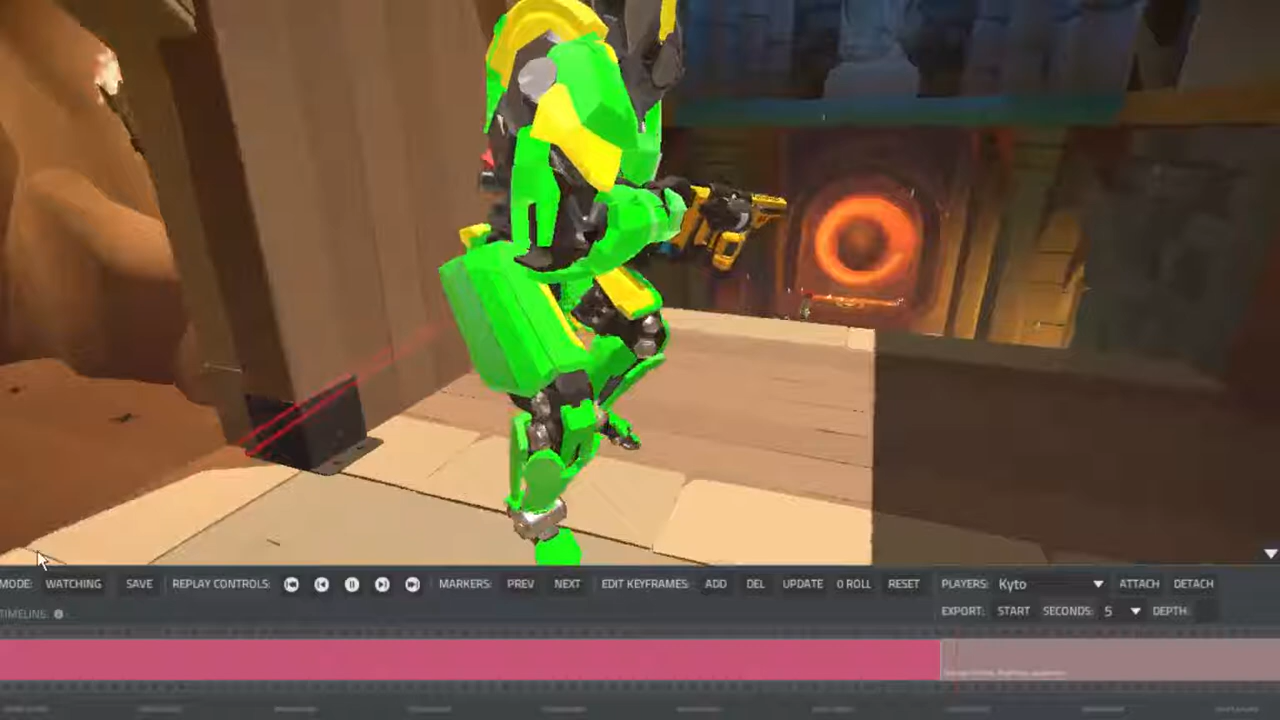 MODE: WATCHING SAVE REPLAY CONTROLS: MARKERS: PREV NEXT EDIT KEYFRAMES: ADD DEL UPDATE 0 ROLL RESET PLAYERS: Kyto ATTACH DETACH
TIMELINE: EXPORT: START SECONDS: 5 DEPTH: